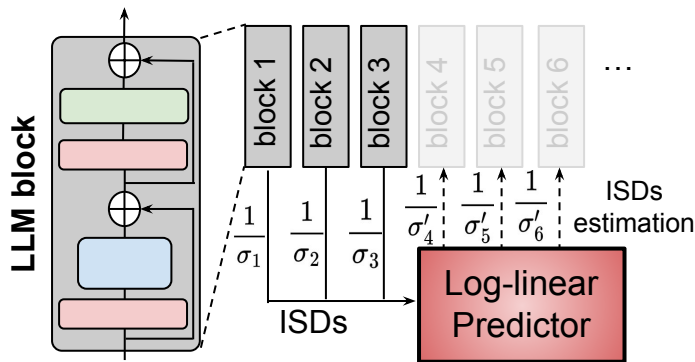 LLM block
block 1
block 2
block 3
block 4
block 5
block 6
...
1/σ₁
1/σ₂
1/σ₃
1/σ′₄
1/σ′₅
1/σ′₆
ISDs
estimation
ISDs
Log-linear
Predictor